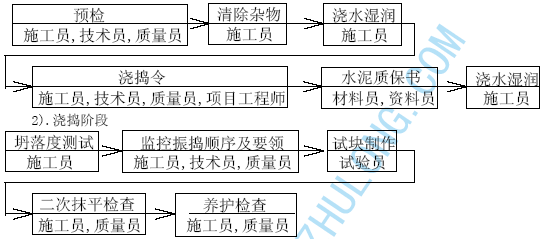 预检
施工员,技术员,质量员
清除杂物
施工员
浇水湿润
施工员
浇捣令
施工员,技术员,质量员,项目工程师
水泥质保书
材料员,资料员
浇水湿润
施工员
2).浇捣阶段
坍落度测试
施工员
监控振捣顺序及要领
施工员,技术员,质量员
试块制作
试验员
二次抹平检查
施工员,质量员
养护检查
施工员,质量员
ZHULONG.COM